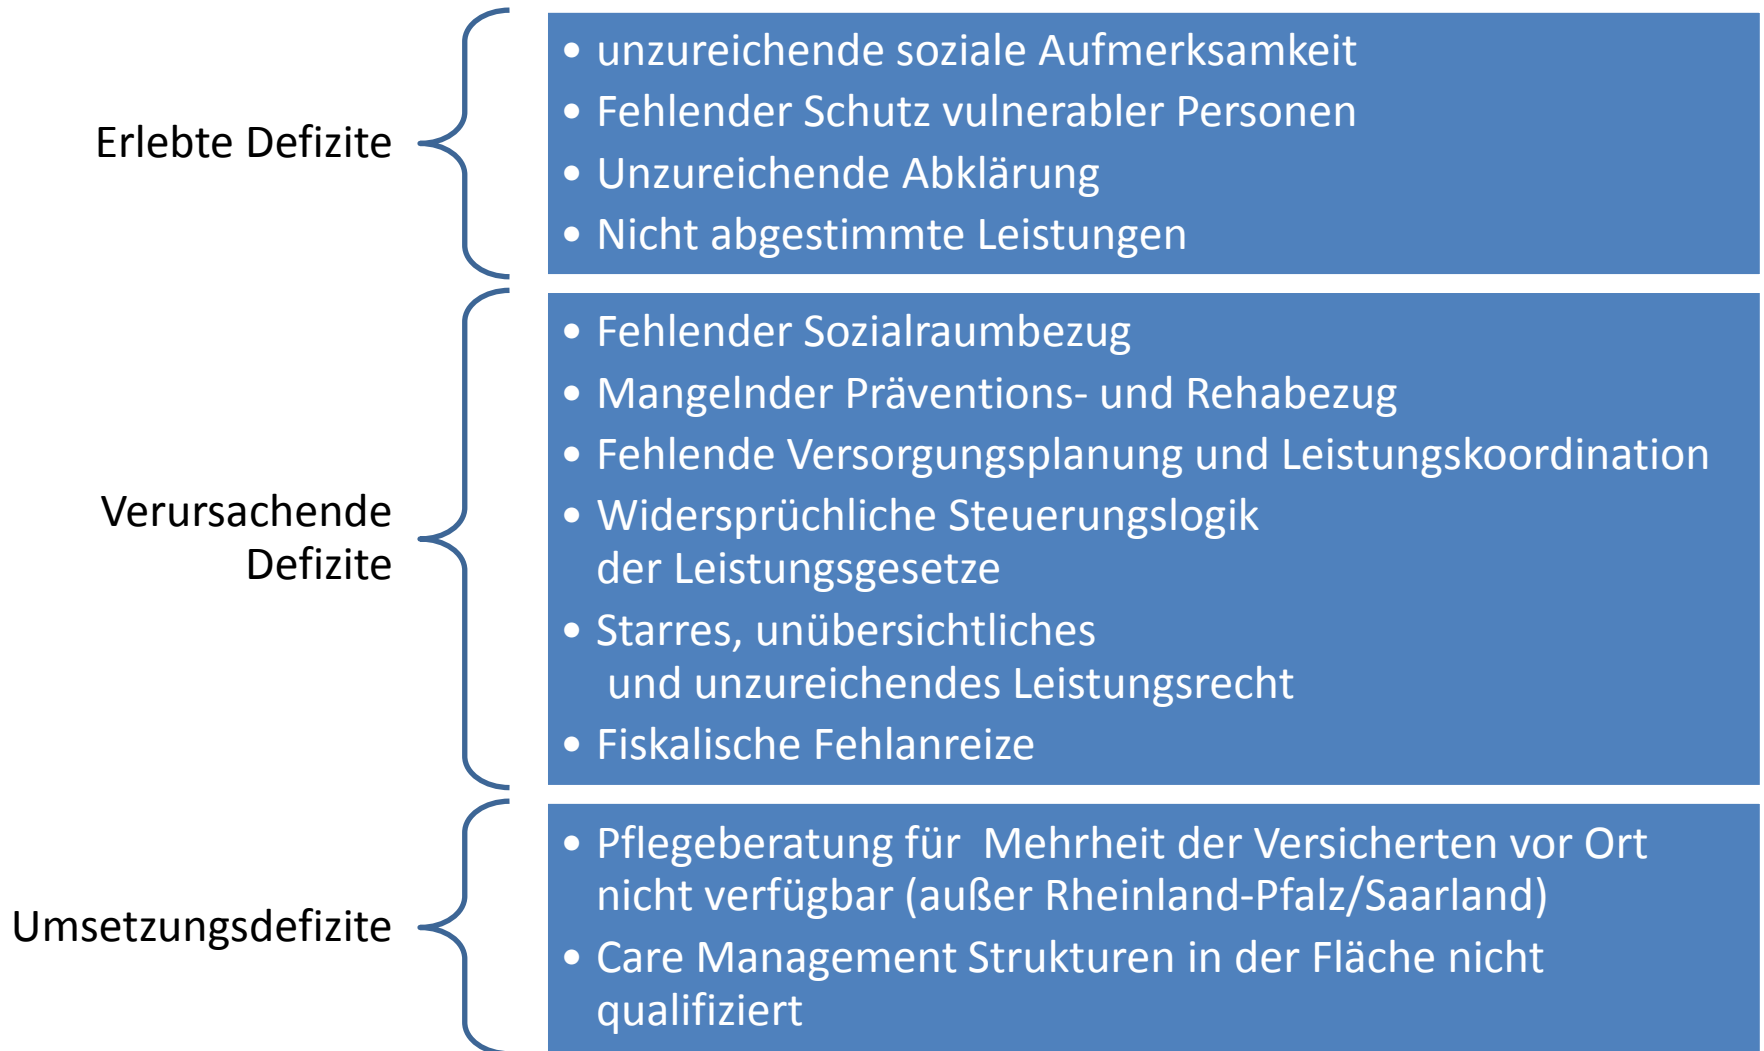 Erlebte Defizite
• unzureichende soziale Aufmerksamkeit
• Fehlender Schutz vulnerabler Personen
• Unzureichende Abklärung
• Nicht abgestimmte Leistungen
Verursachende
Defizite
• Fehlender Sozialraumbezug
• Mangelnder Präventions- und Rehabezug
• Fehlende Versorgungsplanung und Leistungskoordination
• Widersprüchliche Steuerungslogik
der Leistungsgesetze
• Starres, unübersichtliches
und unzureichendes Leistungsrecht
• Fiskalische Fehlanreize
Umsetzungsdefizite
• Pflegeberatung für  Mehrheit der Versicherten vor Ort
nicht verfügbar (außer Rheinland-Pfalz/Saarland)
• Care Management Strukturen in der Fläche nicht
qualifiziert